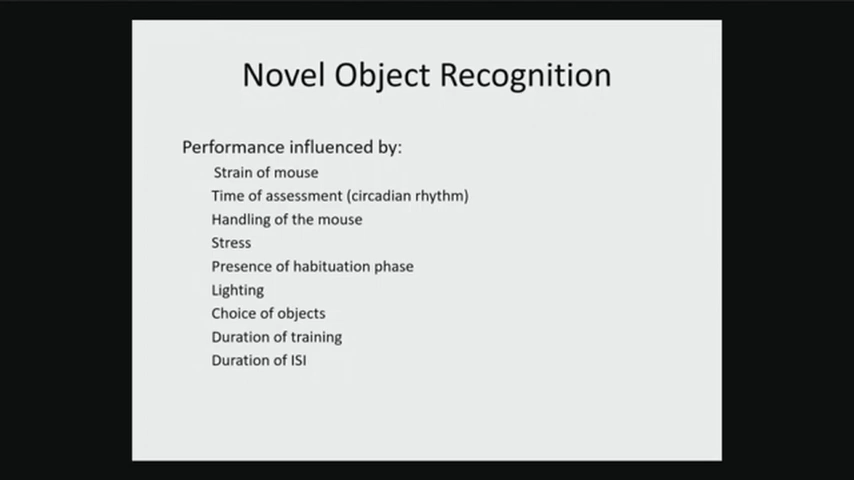 Novel Object Recognition
Performance influenced by:
Strain of mouse
Time of assessment (circadian rhythm)
Handling of the mouse
Stress
Presence of habituation phase
Lighting
Choice of objects
Duration of training
Duration of ISI